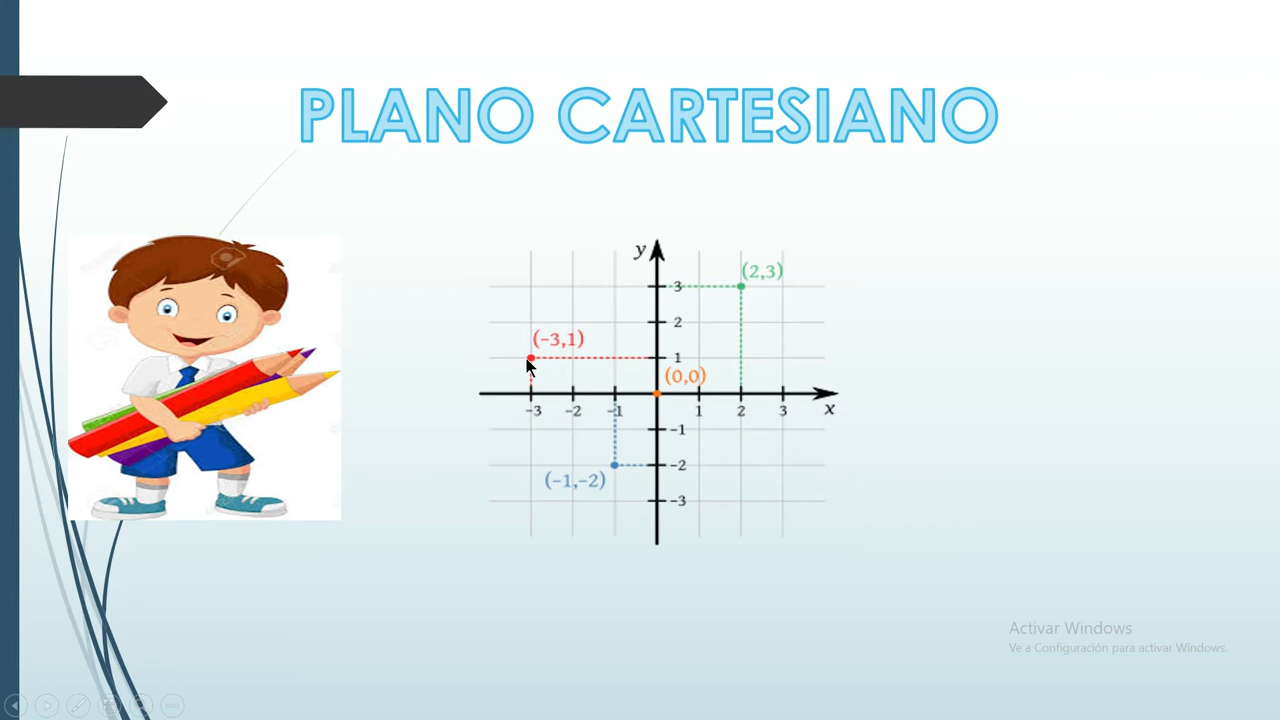 PLANO CARTESIANO
y
(2,3)
3
2
(-3,1)
1
(0,0)
-3 -2 -1 1 2 3 x
-1
-2
(-1,-2)
-3
Activar Windows
Ve a Configuración para activar Windows.